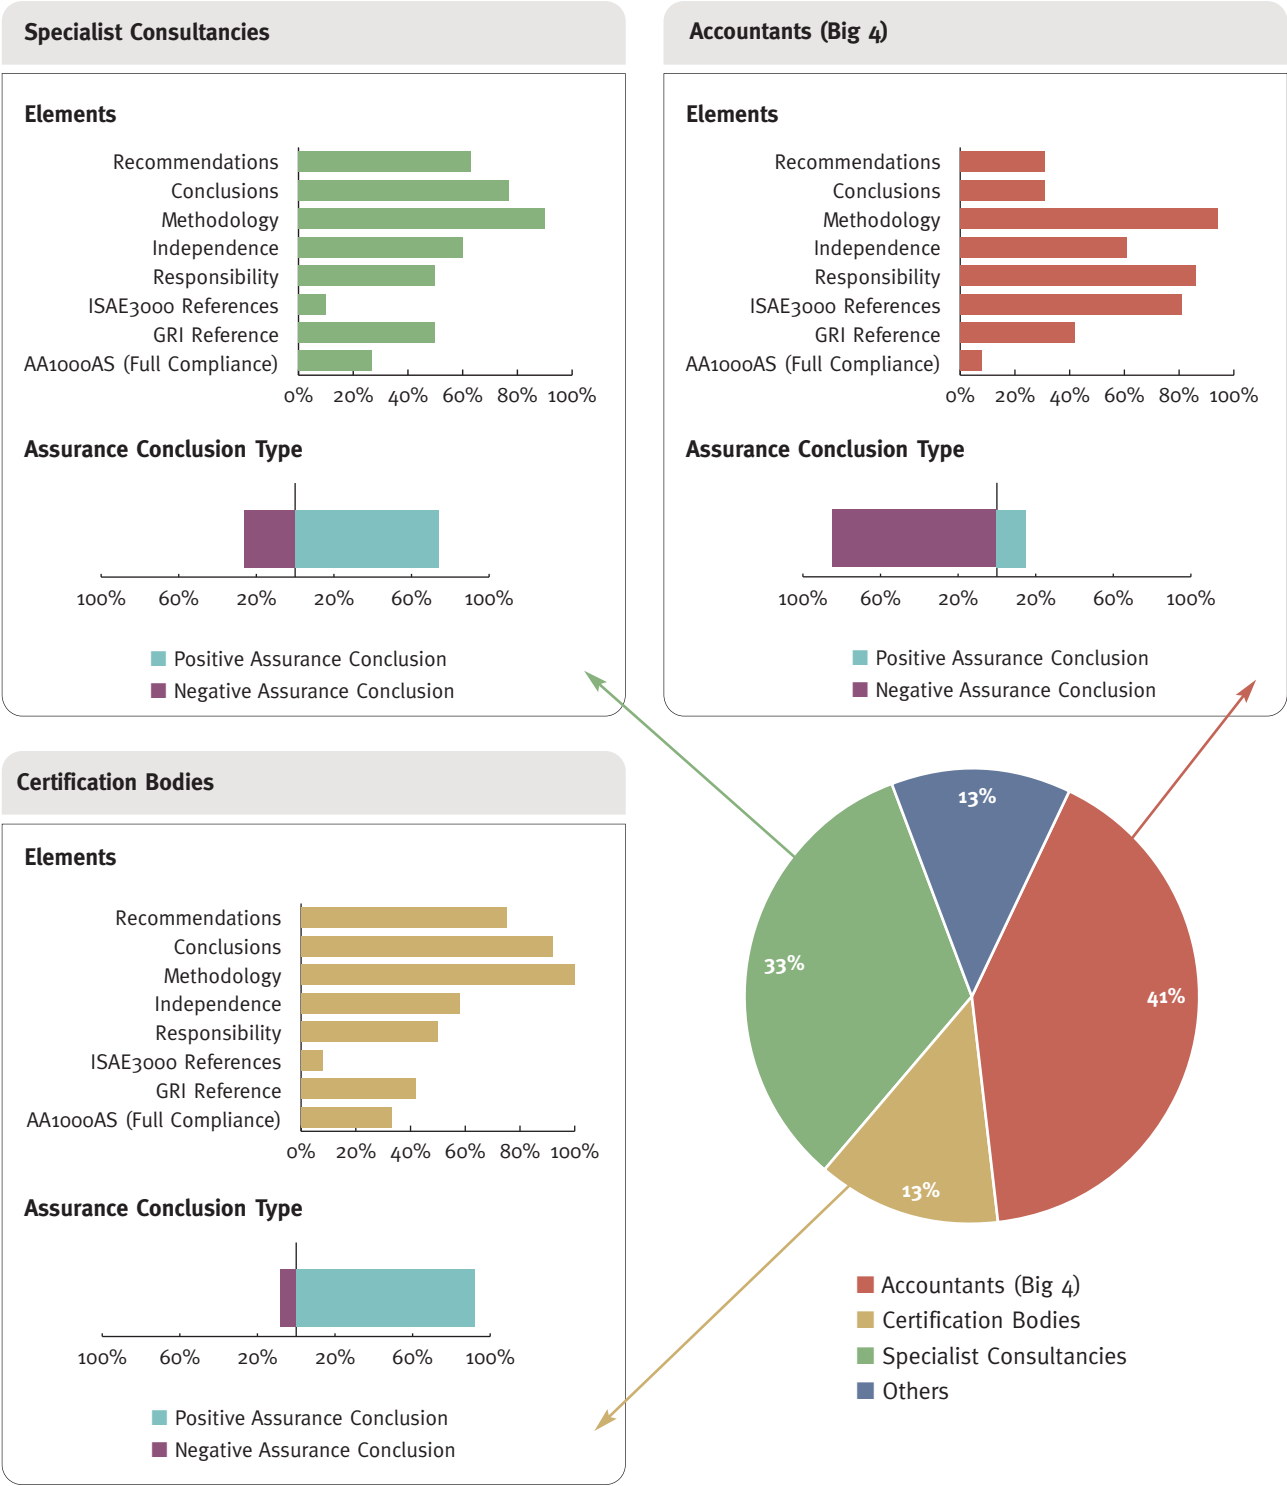 Specialist Consultancies
Elements
Recommendations
Conclusions
Methodology
Independence
Responsibility
ISAE3000 References
GRI Reference
AA1000AS (Full Compliance)
0% 20% 40% 60% 80% 100%
Assurance Conclusion Type
100% 60% 20% 20% 60% 100%
Positive Assurance Conclusion
Negative Assurance Conclusion
Accountants (Big 4)
Elements
Recommendations
Conclusions
Methodology
Independence
Responsibility
ISAE3000 References
GRI Reference
AA1000AS (Full Compliance)
0% 20% 40% 60% 80% 100%
Assurance Conclusion Type
100% 60% 20% 20% 60% 100%
Positive Assurance Conclusion
Negative Assurance Conclusion
Certification Bodies
Elements
Recommendations
Conclusions
Methodology
Independence
Responsibility
ISAE3000 References
GRI Reference
AA1000AS (Full Compliance)
0% 20% 40% 60% 80% 100%
Assurance Conclusion Type
100% 60% 20% 20% 60% 100%
Positive Assurance Conclusion
Negative Assurance Conclusion
13%
33%
41%
13%
Accountants (Big 4)
Certification Bodies
Specialist Consultancies
Others